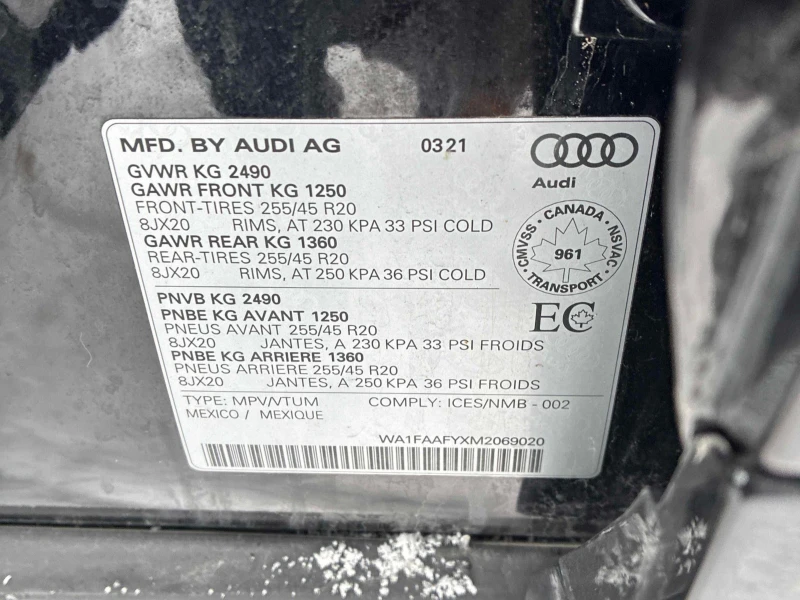 MFD. BY AUDI AG 0321
Audi
GVWR KG 2490
GAWR FRONT KG 1250
FRONT-TIRES 255/45 R20
8JX20 RIMS, AT 230 KPA 33 PSI COLD
GAWR REAR KG 1360
REAR-TIRES 255/45 R20
8JX20 RIMS, AT 250 KPA 36 PSI COLD
CANADA
CMVSS NSVAC
961
TRANSPORT
PNVB KG 2490
PNBE KG AVANT 1250
PNEUS AVANT 255/45 R20
8JX20 JANTES, A 230 KPA 33 PSI FROIDS
PNBE KG ARRIERE 1360
PNEUS ARRIERE 255/45 R20
8JX20 JANTES, A 250 KPA 36 PSI FROIDS
EC
TYPE: MPV/VTUM COMPLY: ICES/NMB - 002
MEXICO / MEXIQUE
WA1FAAFYXM2069020